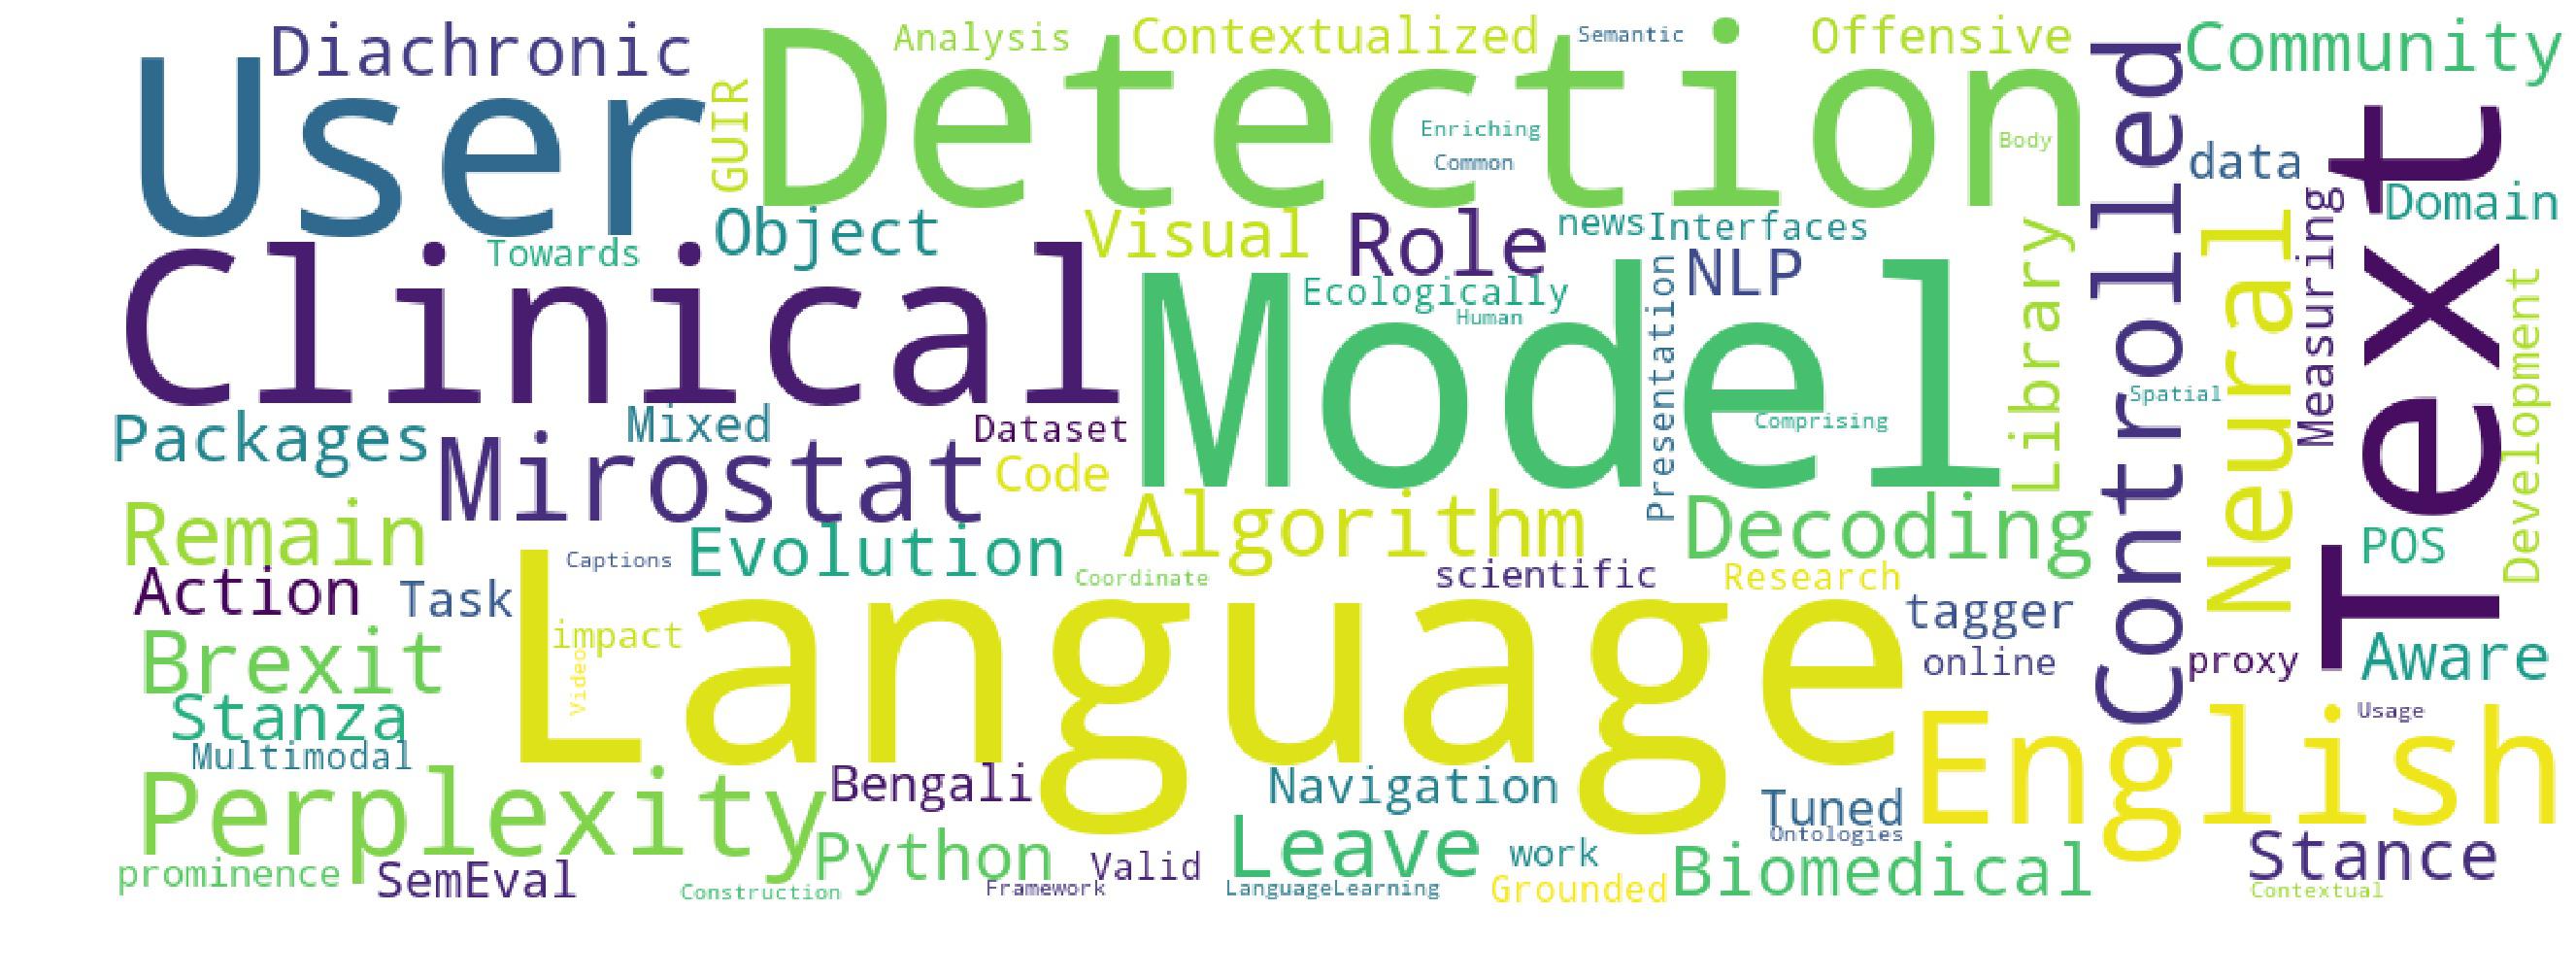 Diachronic
Analysis
Contextualized
Semantic
Offensive
Community
User
GUIR
Detection
Enriching
Common
Body
data
Domain
Controlled
Text
Towards
Object
Visual
Role
news
Interfaces
NLP
Library
Neural
Measuring
Development
Clinical
Model
Ecologically
Human
Presentation
Comprising
Spatial
Packages
Mixed
Dataset
Mirostat
Code
Remain
Algorithm
Decoding
Evolution
POS
Captions
Coordinate
scientific
Research
Action
Task
Language
tagger
impact
Video
online
proxy
Aware
Brexit
Stanza
Usage
Multimodal
English
Perplexity
Bengali
Navigation
Tuned
Ontologies
Python
Leave
work
Biomedical
Stance
prominence
SemEval
Construction
Valid
Framework
LanguageLearning
Grounded
Contextual